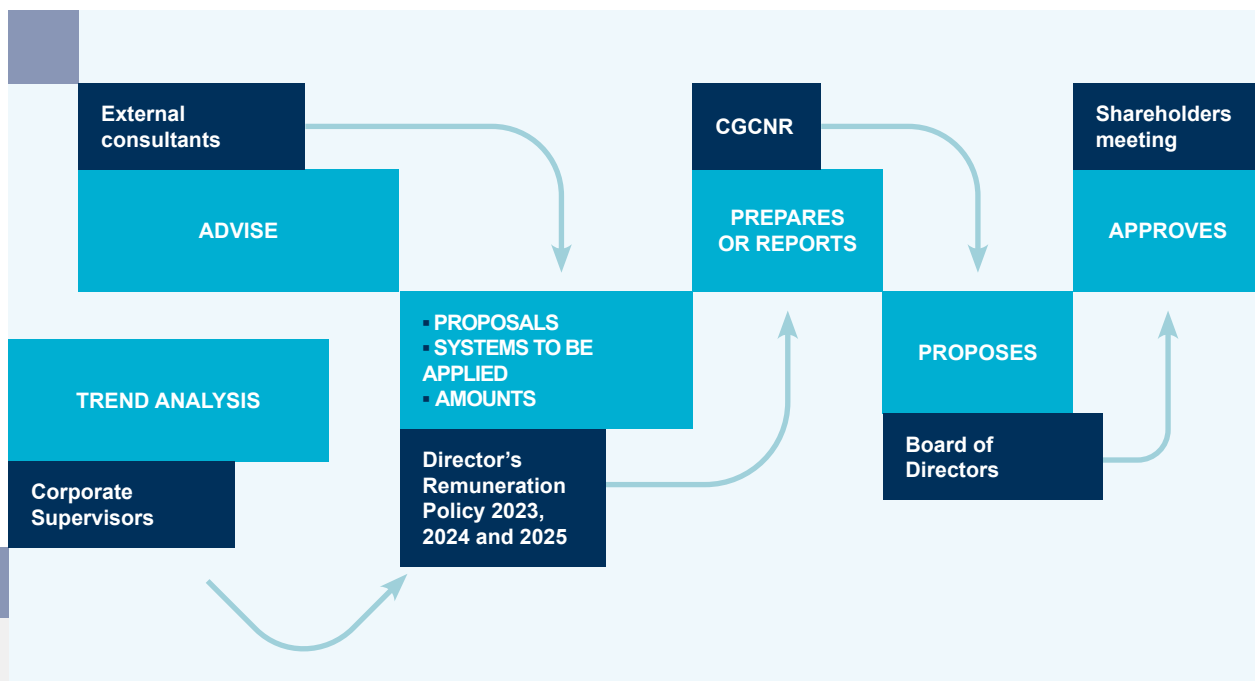 External
consultants
ADVISE
TREND ANALYSIS
Corporate
Supervisors
▪ PROPOSALS
▪ SYSTEMS TO BE
APPLIED
▪ AMOUNTS
Director’s
Remuneration
Policy 2023,
2024 and 2025
CGCNR
PREPARES
OR REPORTS
PROPOSES
Board of
Directors
Shareholders
meeting
APPROVES